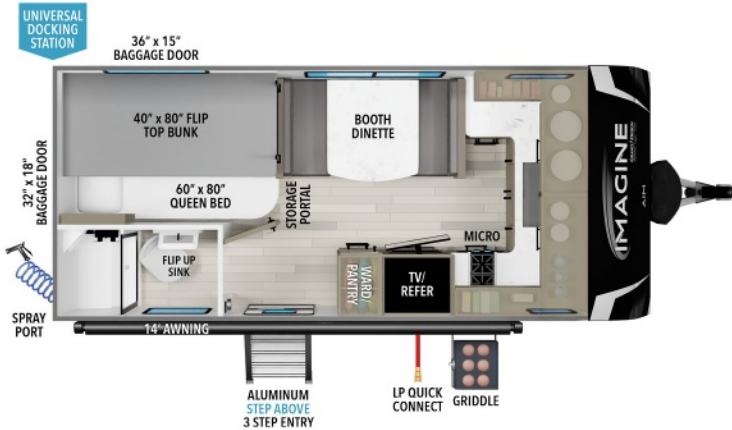 UNIVERSAL
DOCKING
STATION
36" x 15"
BAGGAGE DOOR
40" x 80" FLIP
TOP BUNK
BOOTH
DINETTE
32" x 18"
BAGGAGE DOOR
60" x 80"
QUEEN BED
STORAGE
PORTAL
IMAGINE
AIM
MICRO
FLIP UP
SINK
WARD/
PANTRY
TV/
REFER
SPRAY
PORT
14' AWNING
ALUMINUM
STEP ABOVE
3 STEP ENTRY
LP QUICK
CONNECT
GRIDDLE